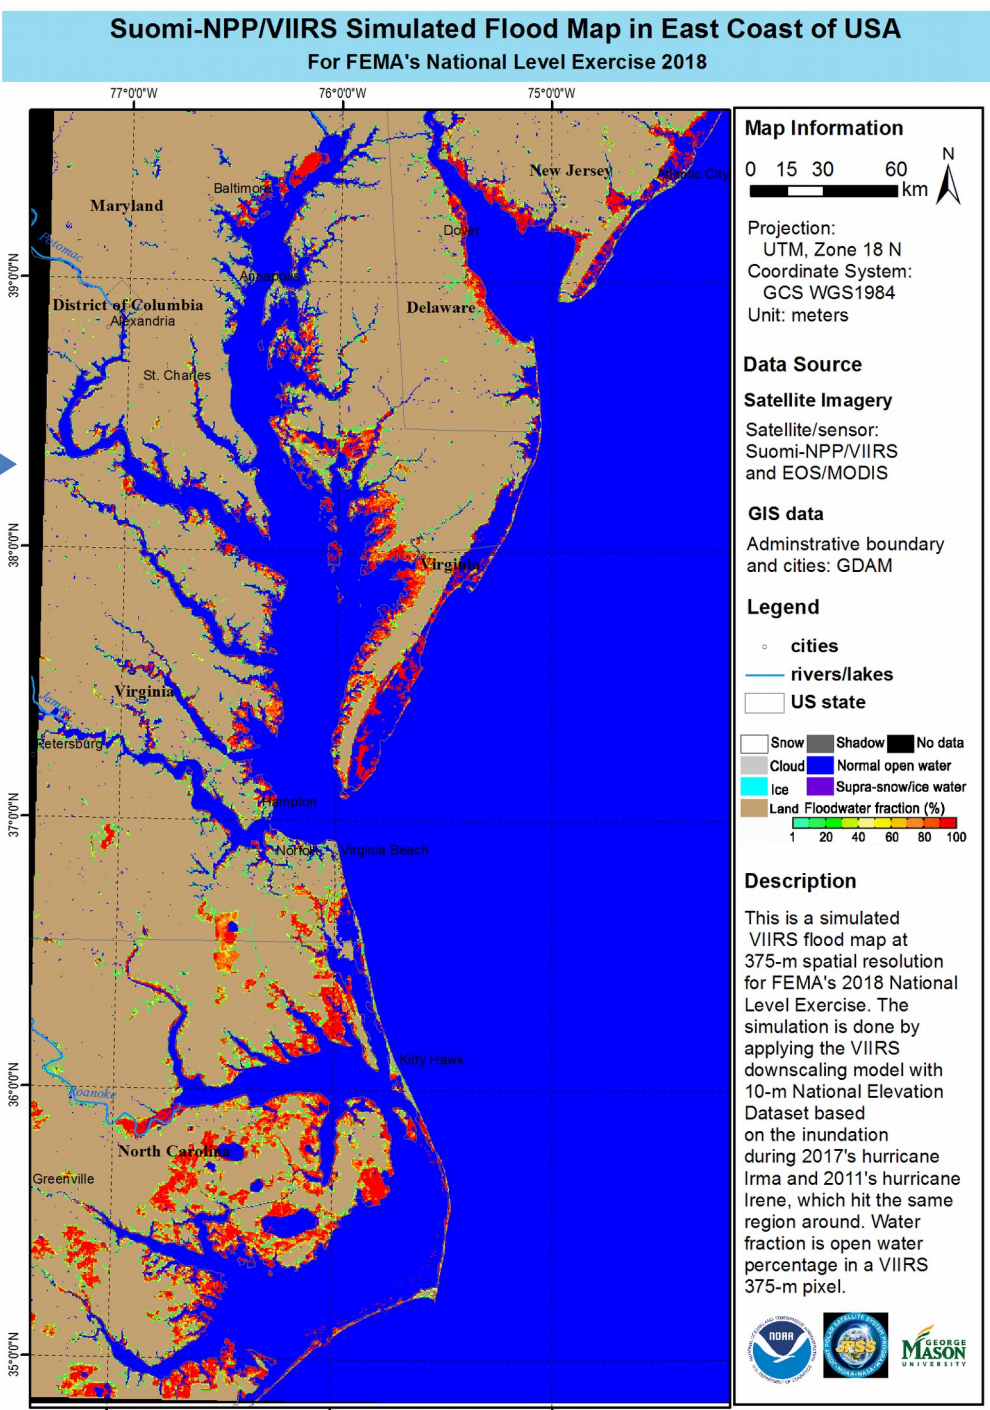 Suomi-NPP/VIIRS Simulated Flood Map in East Coast of USA
For FEMA's National Level Exercise 2018
77°0'0"W
76°0'0"W
75°0'0"W
39°0'0"N
38°0'0"N
37°0'0"N
36°0'0"N
35°0'0"N
New Jersey
Atlantic City
Baltimore
Maryland
Dover
Potomac
Annapolis
District of Columbia
Alexandria
Delaware
St. Charles
Virginia
Virginia
James
Petersburg
Hampton
Norfolk
Virginia Beach
Kitty Hawk
Roanoke
North Carolina
Greenville
Map Information
0 15 30 60
km
N
Projection:
UTM, Zone 18 N
Coordinate System:
GCS WGS1984
Unit: meters
Data Source
Satellite Imagery
Satellite/sensor:
Suomi-NPP/VIIRS
and EOS/MODIS
GIS data
Adminstrative boundary
and cities: GDAM
Legend
cities
rivers/lakes
US state
Snow Shadow No data
Cloud Normal open water
Ice Supra-snow/ice water
Land Floodwater fraction (%)
1 20 40 60 80 100
Description
This is a simulated
VIIRS flood map at
375-m spatial resolution
for FEMA's 2018 National
Level Exercise. The
simulation is done by
applying the VIIRS
downscaling model with
10-m National Elevation
Dataset based
on the inundation
during 2017's hurricane
Irma and 2011's hurricane
Irene, which hit the same
region around. Water
fraction is open water
percentage in a VIIRS
375-m pixel.
NOAA
JPSS
GEORGE
MASON
UNIVERSITY